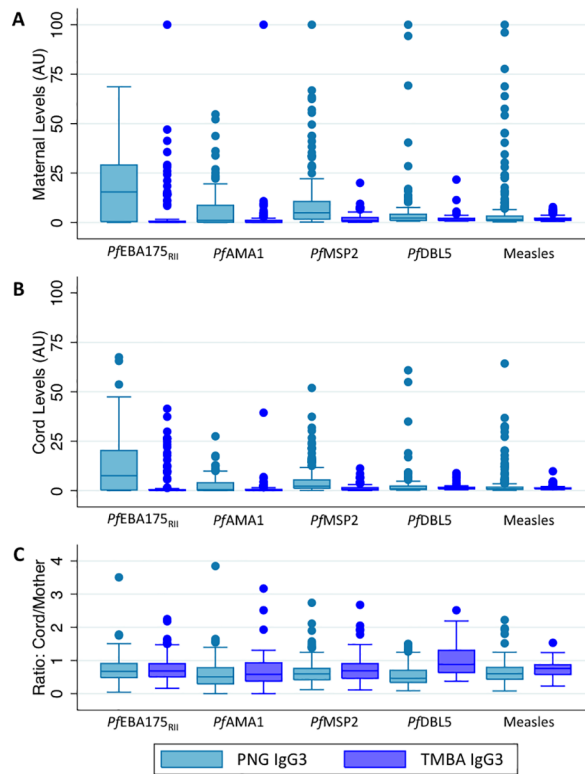 A
Maternal Levels (AU)
100
75
50
25
0
PfEBA175RII
PfAMA1
PfMSP2
PfDBL5
Measles
B
Cord Levels (AU)
100
75
50
25
0
PfEBA175RII
PfAMA1
PfMSP2
PfDBL5
Measles
C
Ratio: Cord/Mother
4
3
2
1
0
PfEBA175RII
PfAMA1
PfMSP2
PfDBL5
Measles
PNG IgG3
TMBA IgG3